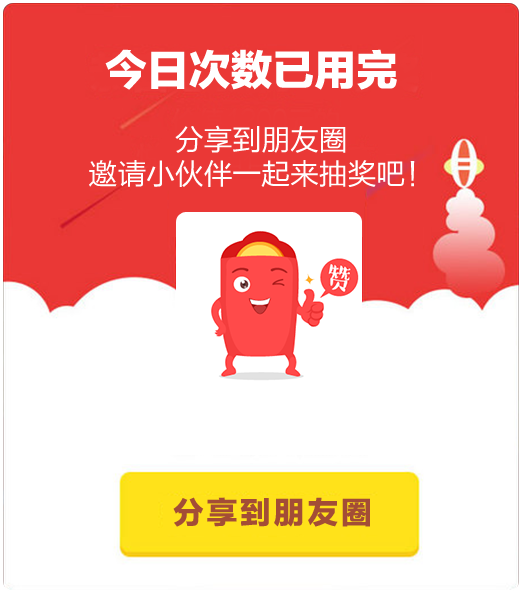 今日次数已用完
分享到朋友圈
邀请小伙伴一起来抽奖吧！
赞
分享到朋友圈